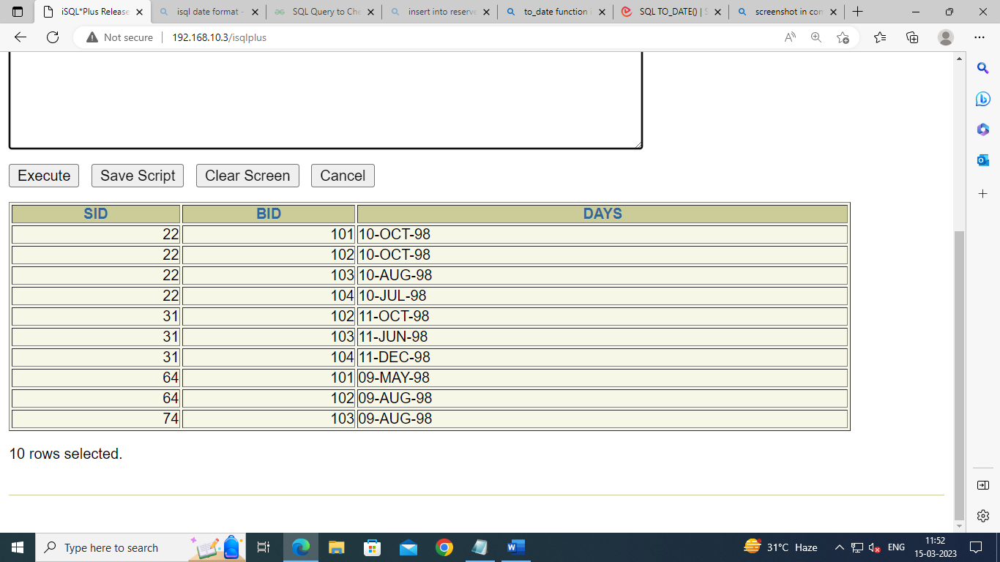 iSQL*Plus Release
isql date format -
SQL Query to Che
insert into reserve
to_date function i
SQL TO_DATE() | S
screenshot in com
Not secure 192.168.10.3/isqlplus
Execute Save Script Clear Screen Cancel
SID BID DAYS
22 101 10-OCT-98
22 102 10-OCT-98
22 103 10-AUG-98
22 104 10-JUL-98
31 102 11-OCT-98
31 103 11-JUN-98
31 104 11-DEC-98
64 101 09-MAY-98
64 102 09-AUG-98
74 103 09-AUG-98
10 rows selected.
Type here to search
31°C Haze
ENG
11:52
15-03-2023